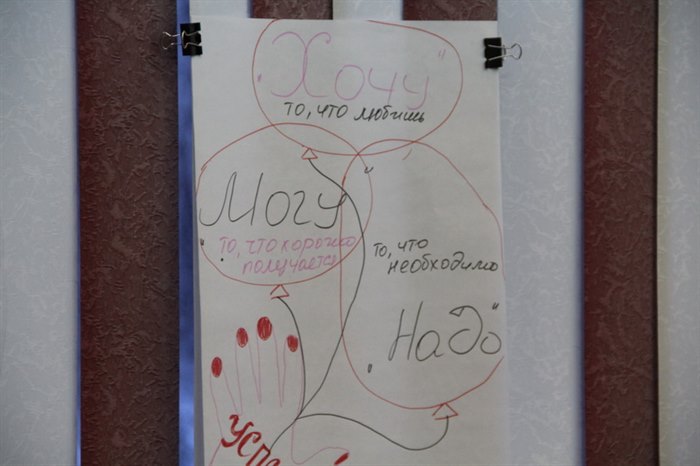 "Хочу"
то, что любишь
"Могу"
то, что хорошо
получается
то, что
необходимо
"Надо"